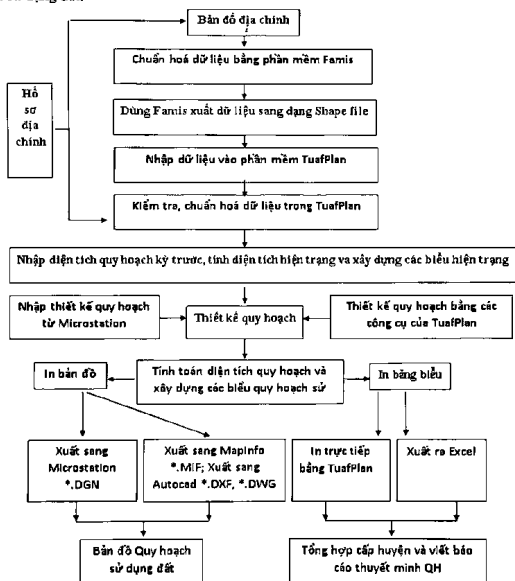 Bản đồ địa chính
Chuẩn hoá dữ liệu bằng phần mềm Famis
Hồ
sơ
địa
chính
Dùng Famis xuất dữ liệu sang dạng Shape file
Nhập dữ liệu vào phần mềm TuafPlan
Kiểm tra, chuẩn hoá dữ liệu trong TuafPlan
Nhập diện tích quy hoạch kỳ trước, tính diện tích hiện trạng va xây dựng các biểu hiện trạng
Nhập thiết kế quy hoạch
từ Microstation
Thiết kế quy hoạch
Thiết kế quy hoạch bằng các
công cụ của TuafPlan
In bản đồ
Tính toán diện tích quy hoạch và
xây dựng các biểu quy hoạch sử
In bảng biểu
Xuất sang
Microstation
*.DGN
Xuất sang MapInfo
*.MIF; Xuất sang
Autocad *.DXF, *.DWG
In trực tiếp
bằng TuafPlan
Xuất ra Excel
Bản đồ Quy hoạch
sử dụng đất
Tổng hợp cấp huyện và viết báo
cáo thuyết minh QH